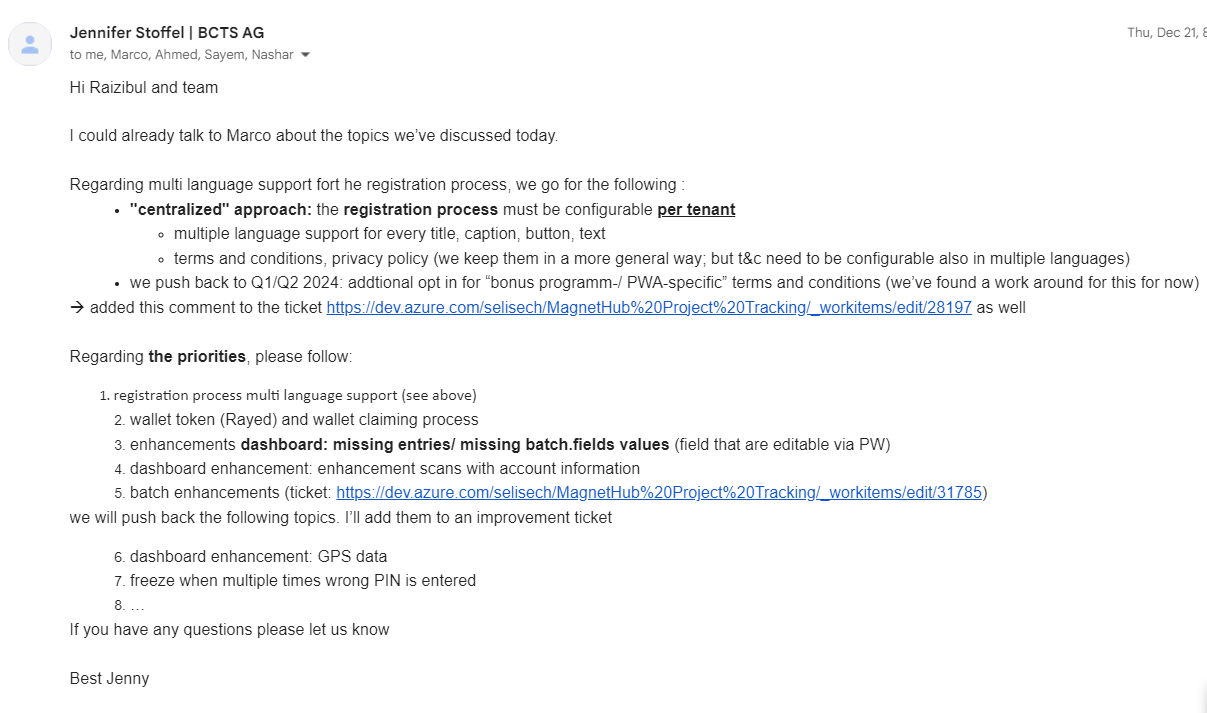 Jennifer Stoffel | BCTS AG
Thu, Dec 21, 8
to me, Marco, Ahmed, Sayem, Nashar
Hi Raizibul and team
I could already talk to Marco about the topics we've discussed today.
Regarding multi language support fort he registration process, we go for the following :
• "centralized" approach: the registration process must be configurable per tenant
◦ multiple language support for every title, caption, button, text
◦ terms and conditions, privacy policy (we keep them in a more general way; but t&c need to be configurable also in multiple languages)
• we push back to Q1/Q2 2024: addtional opt in for “bonus programm-/ PWA-specific” terms and conditions (we've found a work around for this for now)
→ added this comment to the ticket https://dev.azure.com/selisech/MagnetHub%20Project%20Tracking/_workitems/edit/28197 as well
Regarding the priorities, please follow:
1. registration process multi language support (see above)
2. wallet token (Rayed) and wallet claiming process
3. enhancements dashboard: missing entries/ missing batch.fields values (field that are editable via PW)
4. dashboard enhancement: enhancement scans with account information
5. batch enhancements (ticket: https://dev.azure.com/selisech/MagnetHub%20Project%20Tracking/_workitems/edit/31785)
we will push back the following topics. I'll add them to an improvement ticket
6. dashboard enhancement: GPS data
7. freeze when multiple times wrong PIN is entered
8. …
If you have any questions please let us know
Best Jenny